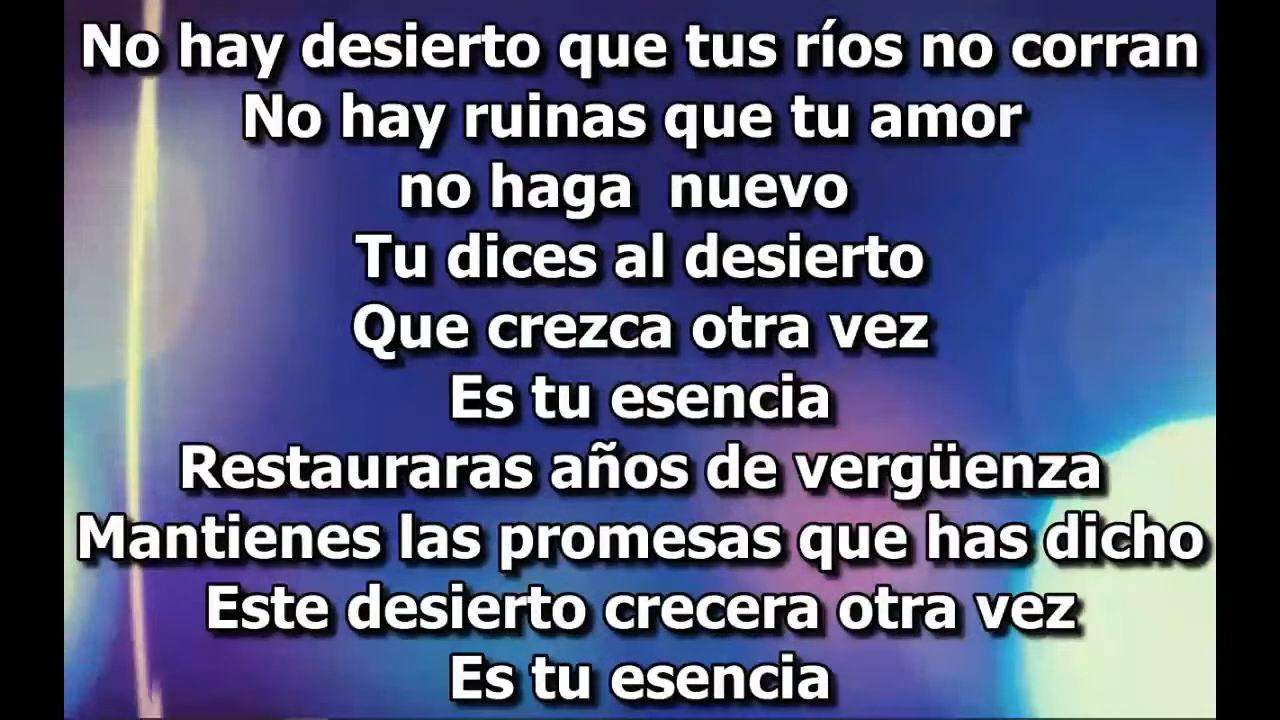 No hay desierto que tus ríos no corran
No hay ruinas que tu amor
no haga  nuevo
Tu dices al desierto
Que crezca otra vez
Es tu esencia
Restauraras años de vergüenza
Mantienes las promesas que has dicho
Este desierto crecera otra vez
Es tu esencia